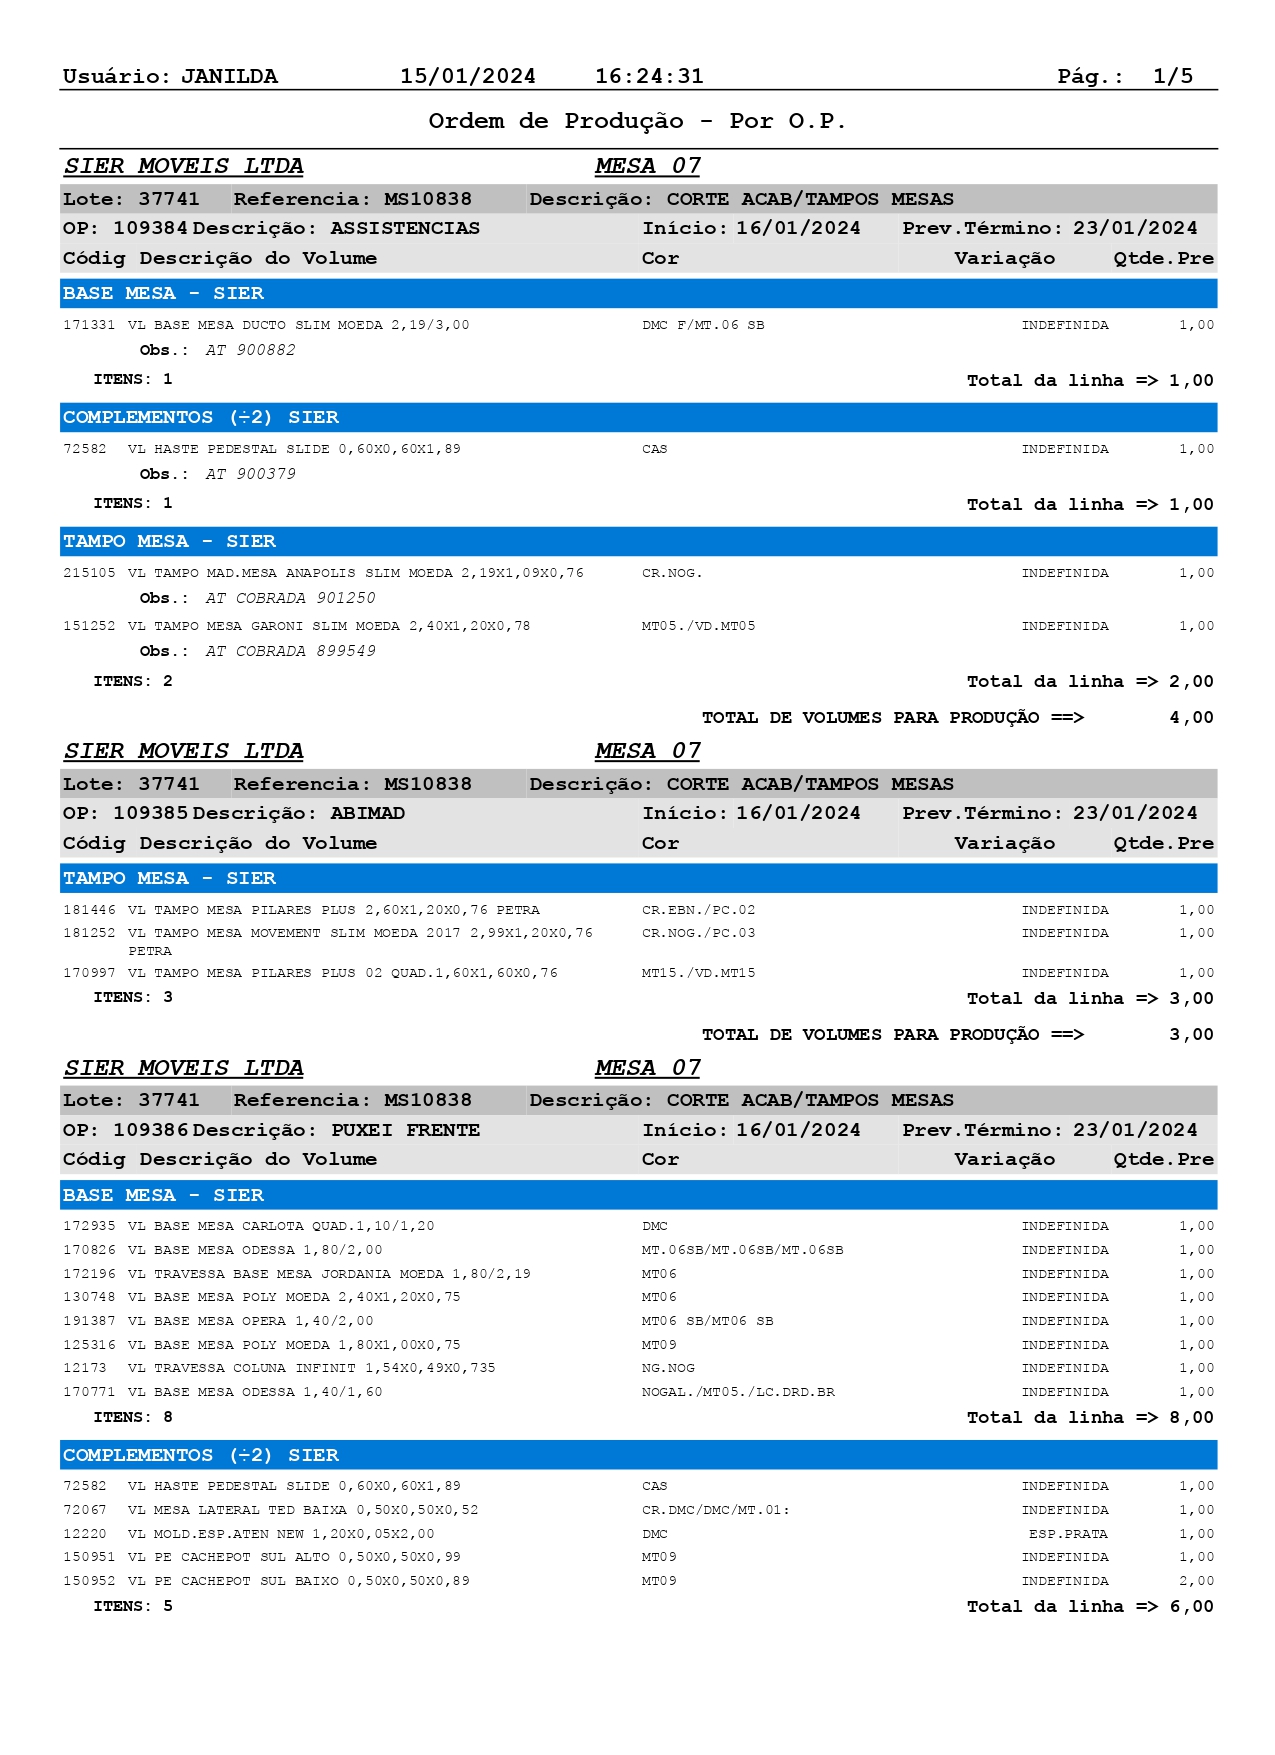 Usuário: JANILDA 15/01/2024 16:24:31 Pág.: 1/5
Ordem de Produção - Por O.P.
SIER MOVEIS LTDA MESA 07
Lote: 37741 Referencia: MS10838 Descrição: CORTE ACAB/TAMPOS MESAS
OP: 109384 Descrição: ASSISTENCIAS Início: 16/01/2024 Prev.Término: 23/01/2024
Códig Descrição do Volume Cor Variação Qtde.Pre
BASE MESA - SIER
171331 VL BASE MESA DUCTO SLIM MOEDA 2,19/3,00 DMC F/MT.06 SB INDEFINIDA 1,00
Obs.: AT 900882
ITENS: 1 Total da linha => 1,00
COMPLEMENTOS (÷2) SIER
72582 VL HASTE PEDESTAL SLIDE 0,60X0,60X1,89 CAS INDEFINIDA 1,00
Obs.: AT 900379
ITENS: 1 Total da linha => 1,00
TAMPO MESA - SIER
215105 VL TAMPO MAD.MESA ANAPOLIS SLIM MOEDA 2,19X1,09X0,76 CR.NOG. INDEFINIDA 1,00
Obs.: AT COBRADA 901250
151252 VL TAMPO MESA GARONI SLIM MOEDA 2,40X1,20X0,78 MT05./VD.MT05 INDEFINIDA 1,00
Obs.: AT COBRADA 899549
ITENS: 2 Total da linha => 2,00
TOTAL DE VOLUMES PARA PRODUÇÃO ==> 4,00
SIER MOVEIS LTDA MESA 07
Lote: 37741 Referencia: MS10838 Descrição: CORTE ACAB/TAMPOS MESAS
OP: 109385 Descrição: ABIMAD Início: 16/01/2024 Prev.Término: 23/01/2024
Códig Descrição do Volume Cor Variação Qtde.Pre
TAMPO MESA - SIER
181446 VL TAMPO MESA PILARES PLUS 2,60X1,20X0,76 PETRA CR.EBN./PC.02 INDEFINIDA 1,00
181252 VL TAMPO MESA MOVEMENT SLIM MOEDA 2017 2,99X1,20X0,76 CR.NOG./PC.03 INDEFINIDA 1,00
PETRA
170997 VL TAMPO MESA PILARES PLUS 02 QUAD.1,60X1,60X0,76 MT15./VD.MT15 INDEFINIDA 1,00
ITENS: 3 Total da linha => 3,00
TOTAL DE VOLUMES PARA PRODUÇÃO ==> 3,00
SIER MOVEIS LTDA MESA 07
Lote: 37741 Referencia: MS10838 Descrição: CORTE ACAB/TAMPOS MESAS
OP: 109386 Descrição: PUXEI FRENTE Início: 16/01/2024 Prev.Término: 23/01/2024
Códig Descrição do Volume Cor Variação Qtde.Pre
BASE MESA - SIER
172935 VL BASE MESA CARLOTA QUAD.1,10/1,20 DMC INDEFINIDA 1,00
170826 VL BASE MESA ODESSA 1,80/2,00 MT.06SB/MT.06SB/MT.06SB INDEFINIDA 1,00
172196 VL TRAVESSA BASE MESA JORDANIA MOEDA 1,80/2,19 MT06 INDEFINIDA 1,00
130748 VL BASE MESA POLY MOEDA 2,40X1,20X0,75 MT06 INDEFINIDA 1,00
191387 VL BASE MESA OPERA 1,40/2,00 MT06 SB/MT06 SB INDEFINIDA 1,00
125316 VL BASE MESA POLY MOEDA 1,80X1,00X0,75 MT09 INDEFINIDA 1,00
12173 VL TRAVESSA COLUNA INFINIT 1,54X0,49X0,735 NG.NOG INDEFINIDA 1,00
170771 VL BASE MESA ODESSA 1,40/1,60 NOGAL./MT05./LC.DRD.BR INDEFINIDA 1,00
ITENS: 8 Total da linha => 8,00
COMPLEMENTOS (÷2) SIER
72582 VL HASTE PEDESTAL SLIDE 0,60X0,60X1,89 CAS INDEFINIDA 1,00
72067 VL MESA LATERAL TED BAIXA 0,50X0,50X0,52 CR.DMC/DMC/MT.01: INDEFINIDA 1,00
12220 VL MOLD.ESP.ATEN NEW 1,20X0,05X2,00 DMC ESP.PRATA 1,00
150951 VL PE CACHEPOT SUL ALTO 0,50X0,50X0,99 MT09 INDEFINIDA 1,00
150952 VL PE CACHEPOT SUL BAIXO 0,50X0,50X0,89 MT09 INDEFINIDA 2,00
ITENS: 5 Total da linha => 6,00